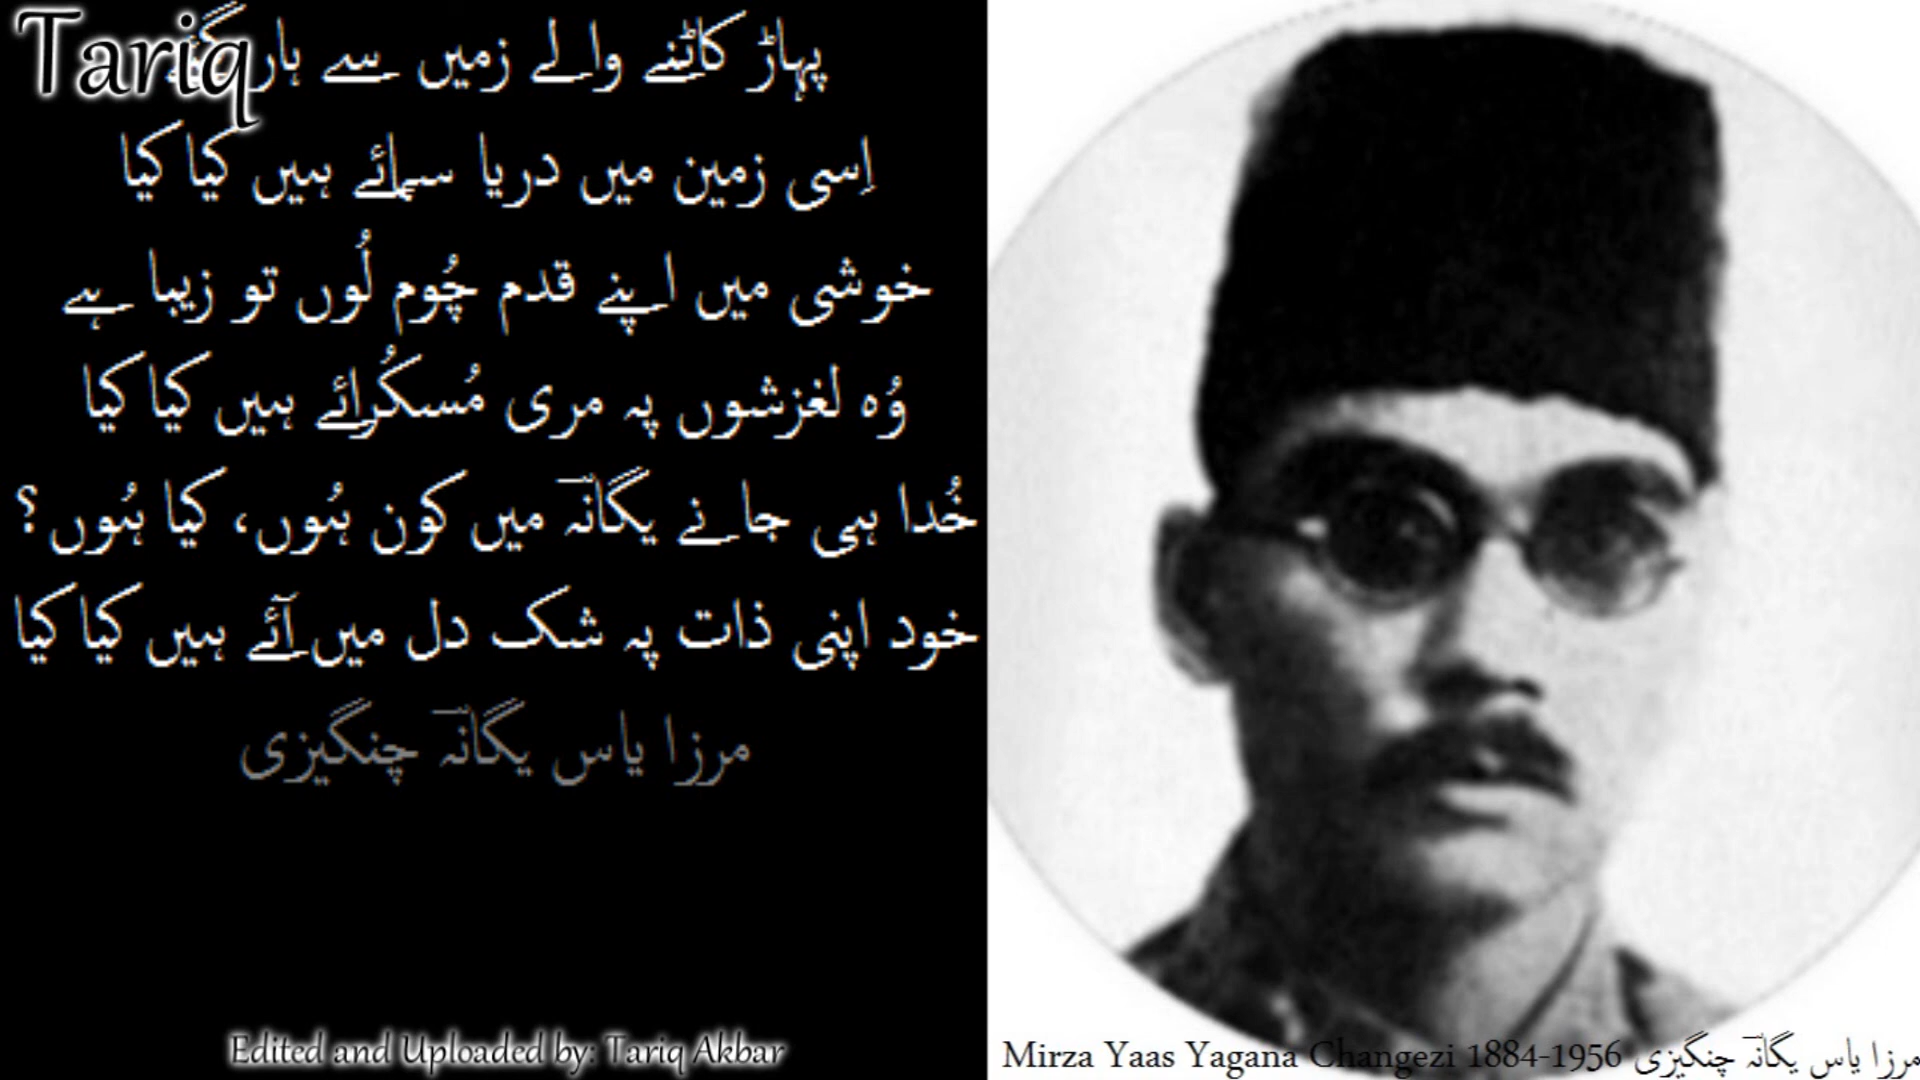 Tariq
پہاڑ کاٹنے والے زمیں سے ہار گئے
اِسی زمین میں دریا سمائے ہیں کیا کیا
خوشی میں اپنے قدم چُوم لُوں تو زیبا ہے
وُہ لغزشوں پہ مری مُسکُرائے ہیں کیا کیا
خُدا ہی جانے یگانہؔ میں کون ہُوں، کیا ہُوں؟
خود اپنی ذات پہ شک دل میں آئے ہیں کیا کیا
مرزا یاس یگانہؔ چنگیزی
Edited and Uploaded by: Tariq Akbar
Mirza Yaas Yagana Changezi 1884-1956 مرزا یاس یگانہؔ چنگیزی